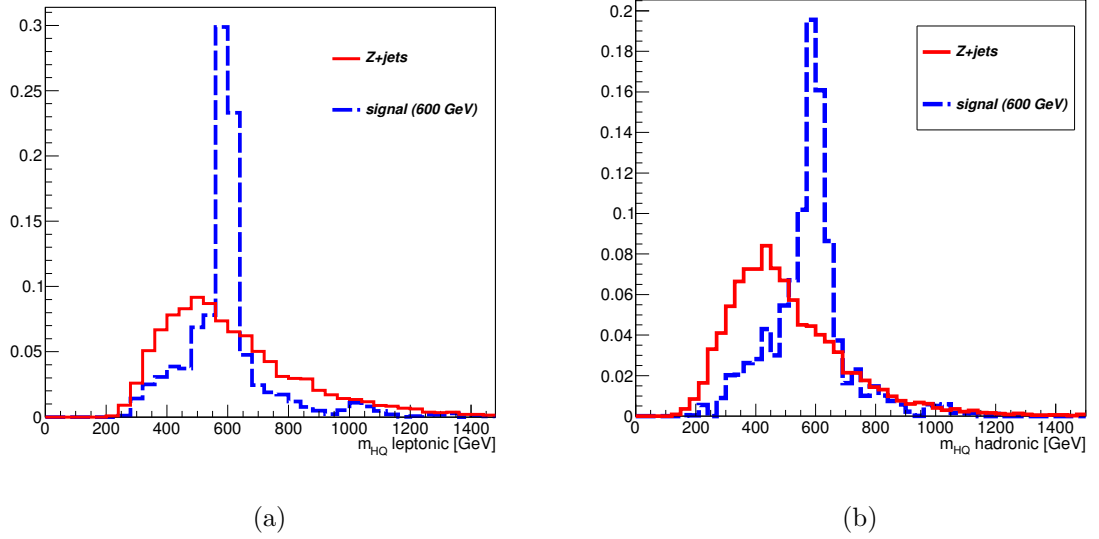 0.3
0.25
0.2
0.15
0.1
0.05
0
0 200 400 600 800 1000 1200 1400
m_HQ leptonic [GeV]
Z+jets
signal (600 GeV)
(a)
0.2
0.18
0.16
0.14
0.12
0.1
0.08
0.06
0.04
0.02
0
0 200 400 600 800 1000 1200 1400
m_HQ hadronic [GeV]
Z+jets
signal (600 GeV)
(b)